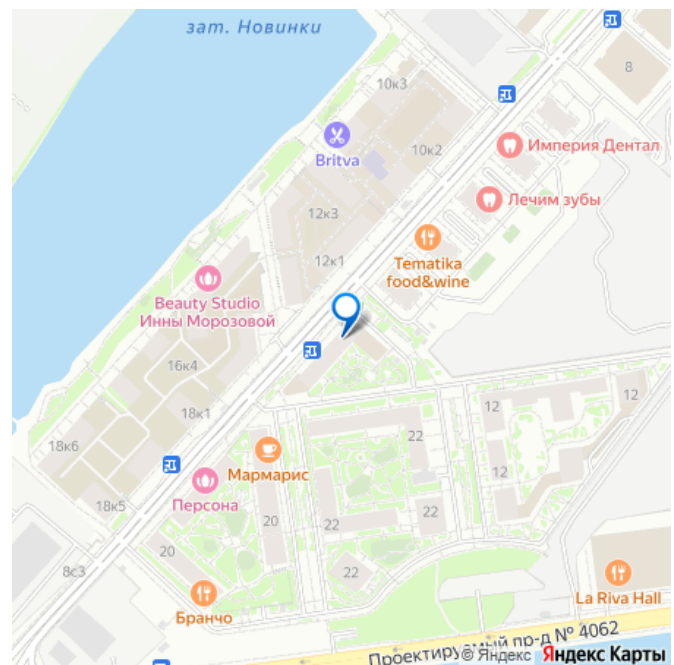 зат. Новинки
10к3
8
Britva
10к2
Империя Дентал
Лечим зубы
12к3
Tematika
food&wine
12к1
Beauty Studio
Инны Морозовой
16к4
18к1
12
12
22
18к6
Мармарис
12
Персона
22
18к5
20
22
20
22
8с3
La Riva Hall
Бранчо
Проектируемый пр-д № 4062
© Яндекс Яндекс Карты